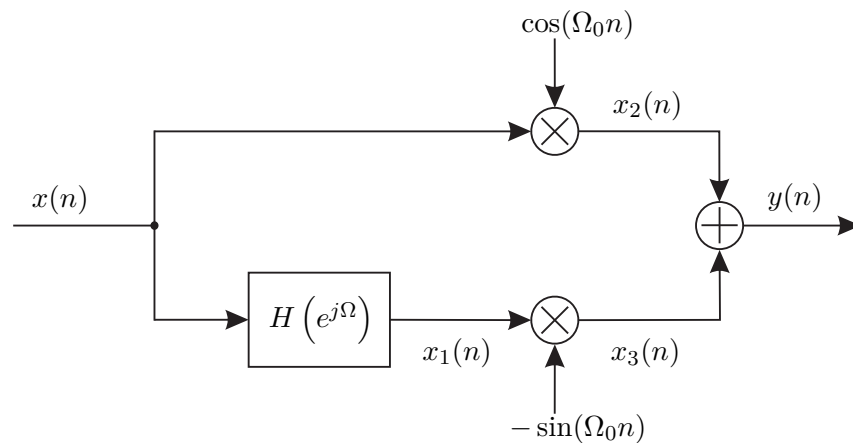 cos(Ω₀n)
x₂(n)
x(n)
y(n)
H(e^{jΩ})
x₁(n)
x₃(n)
− sin(Ω₀n)